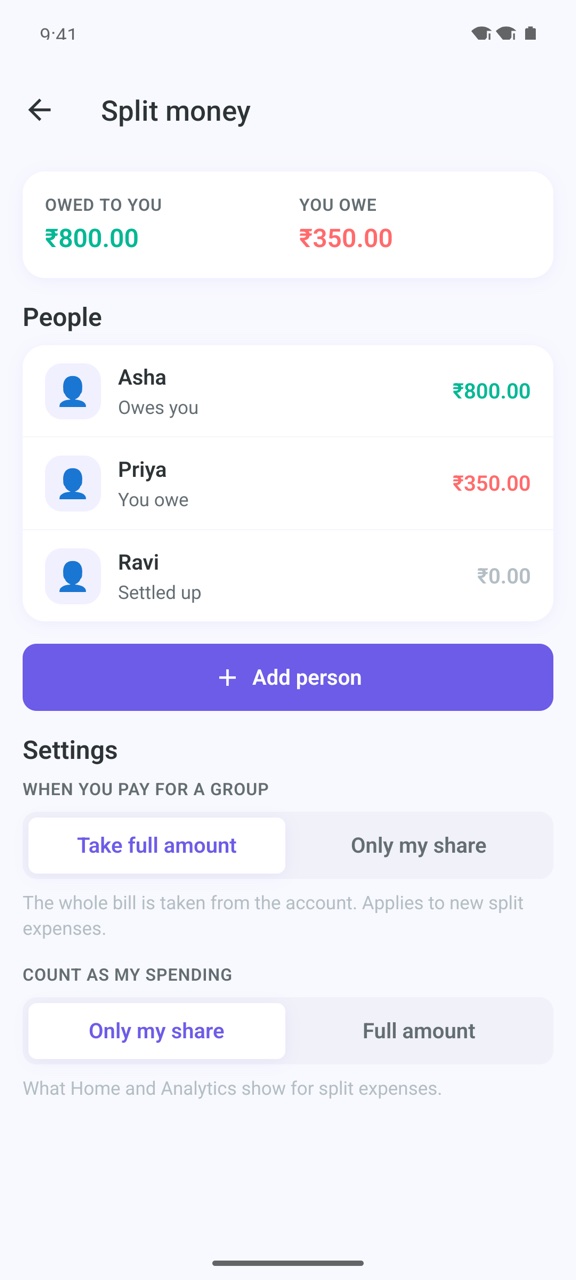 9:41
Split money
OWED TO YOU
₹800.00
YOU OWE
₹350.00
People
Asha
Owes you
₹800.00
Priya
You owe
₹350.00
Ravi
Settled up
₹0.00
+ Add person
Settings
WHEN YOU PAY FOR A GROUP
Take full amount
Only my share
The whole bill is taken from the account. Applies to new split
expenses.
COUNT AS MY SPENDING
Only my share
Full amount
What Home and Analytics show for split expenses.